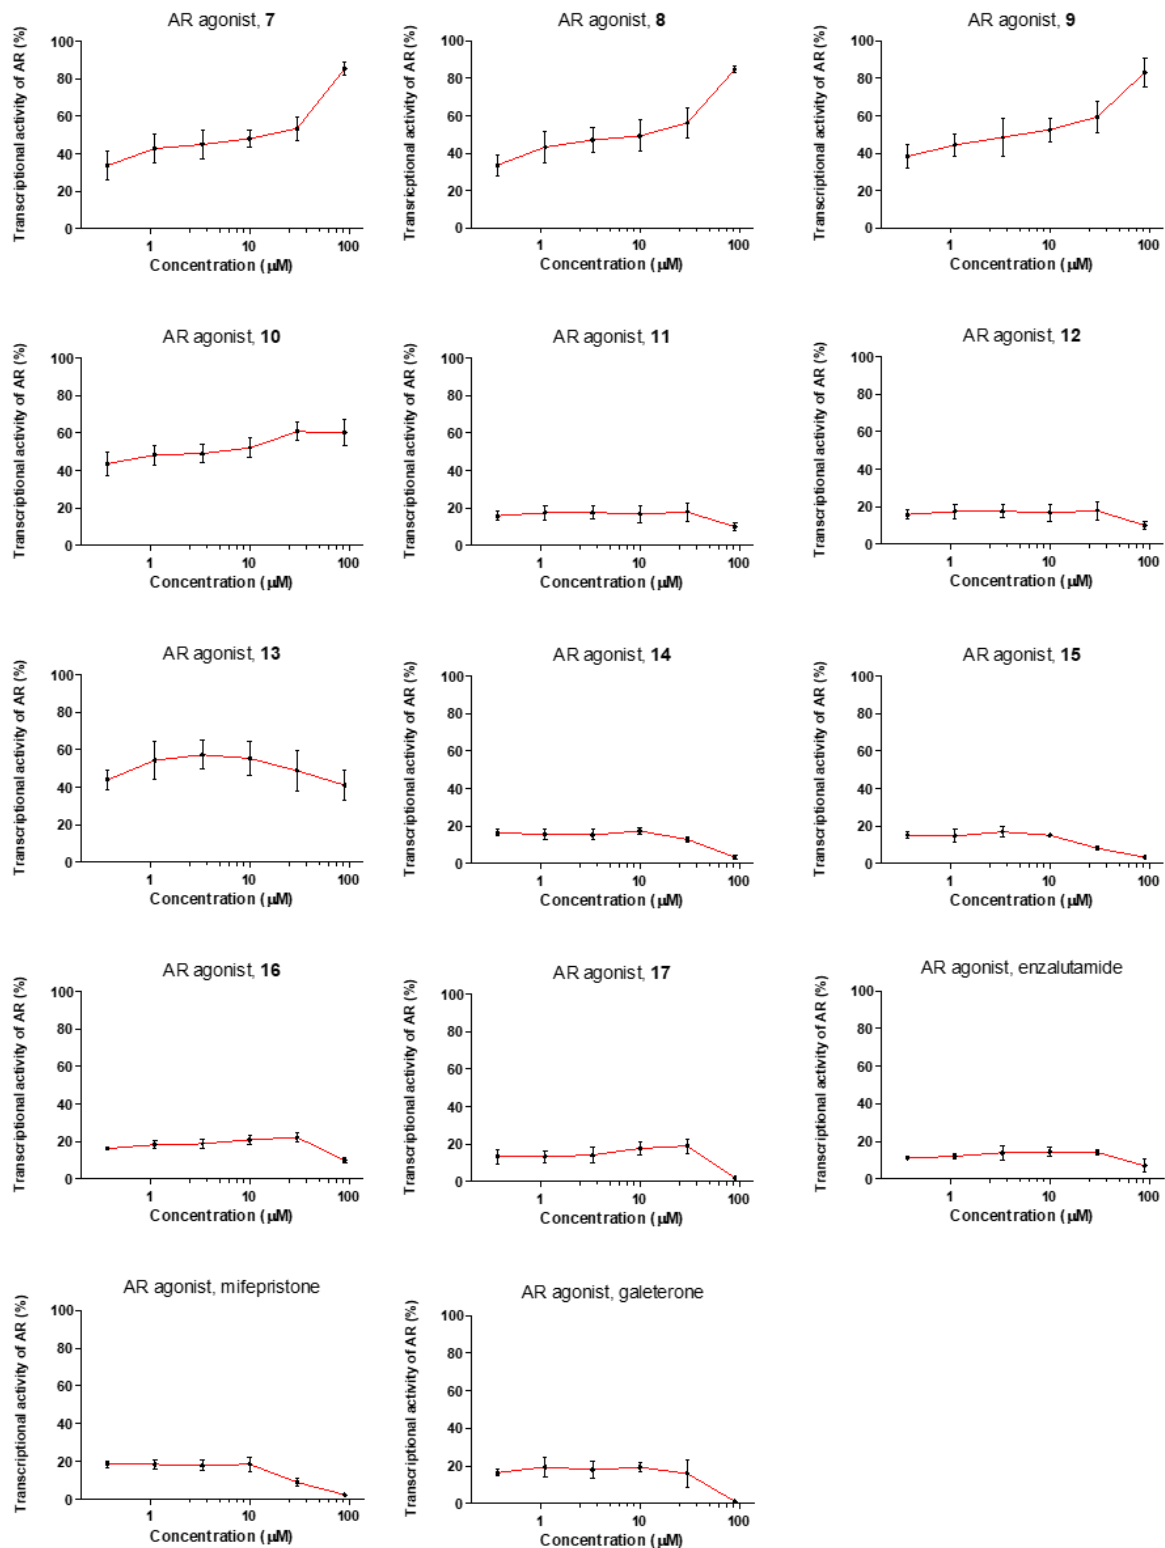 AR agonist, 7
Transcriptional activity of AR (%)
100
80
60
40
20
0
1 10 100
Concentration (µM)
AR agonist, 8
Transricptional activity of AR (%)
100
80
60
40
20
0
1 10 100
Concentration (µM)
AR agonist, 9
Transcriptional activity of AR (%)
100
80
60
40
20
0
1 10 100
Concentration (µM)
AR agonist, 10
Transcriptional activity of AR (%)
100
80
60
40
20
0
1 10 100
Concentration (µM)
AR agonist, 11
Transcriptional activity of AR (%)
100
80
60
40
20
0
1 10 100
Concentration (µM)
AR agonist, 12
Transcriptional activity of AR (%)
100
80
60
40
20
0
1 10 100
Concentration (µM)
AR agonist, 13
Transcriptional activity of AR (%)
100
80
60
40
20
0
1 10 100
Concentration (µM)
AR agonist, 14
Transcriptional activity of AR (%)
100
80
60
40
20
0
1 10 100
Concentration (µM)
AR agonist, 15
Transcriptional activity of AR (%)
100
80
60
40
20
0
1 10 100
Concentration (µM)
AR agonist, 16
Transcriptional activity of AR (%)
100
80
60
40
20
0
1 10 100
Concentration (µM)
AR agonist, 17
Transcriptional activity of AR (%)
100
80
60
40
20
0
1 10 100
Concentration (µM)
AR agonist, enzalutamide
Transcriptional activity of AR (%)
100
80
60
40
20
0
1 10 100
Concentration (µM)
AR agonist, mifepristone
Transcriptional activity of AR (%)
100
80
60
40
20
0
1 10 100
Concentration (µM)
AR agonist, galeterone
Transcriptional activity of AR (%)
100
80
60
40
20
0
1 10 100
Concentration (µM)